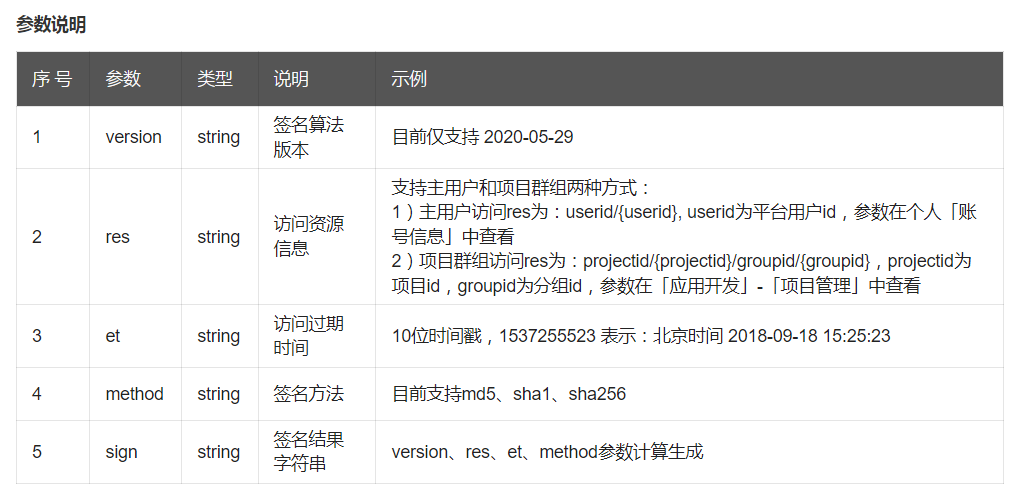 参数说明
序 号 参数 类型 说明 示例
1 version string 签名算法版本 目前仅支持 2020-05-29
2 res string 访问资源信息 支持主用户和项目群组两种方式：
1）主用户访问res为：userid/{userid}, userid为平台用户id，参数在个人「账
号信息」中查看
2）项目群组访问res为：projectid/{projectid}/groupid/{groupid}，projectid为
项目id，groupid为分组id，参数在「应用开发」-「项目管理」中查看
3 et string 访问过期时间 10位时间戳，1537255523 表示：北京时间 2018-09-18 15:25:23
4 method string 签名方法 目前支持md5、sha1、sha256
5 sign string 签名结果字符串 version、res、et、method参数计算生成